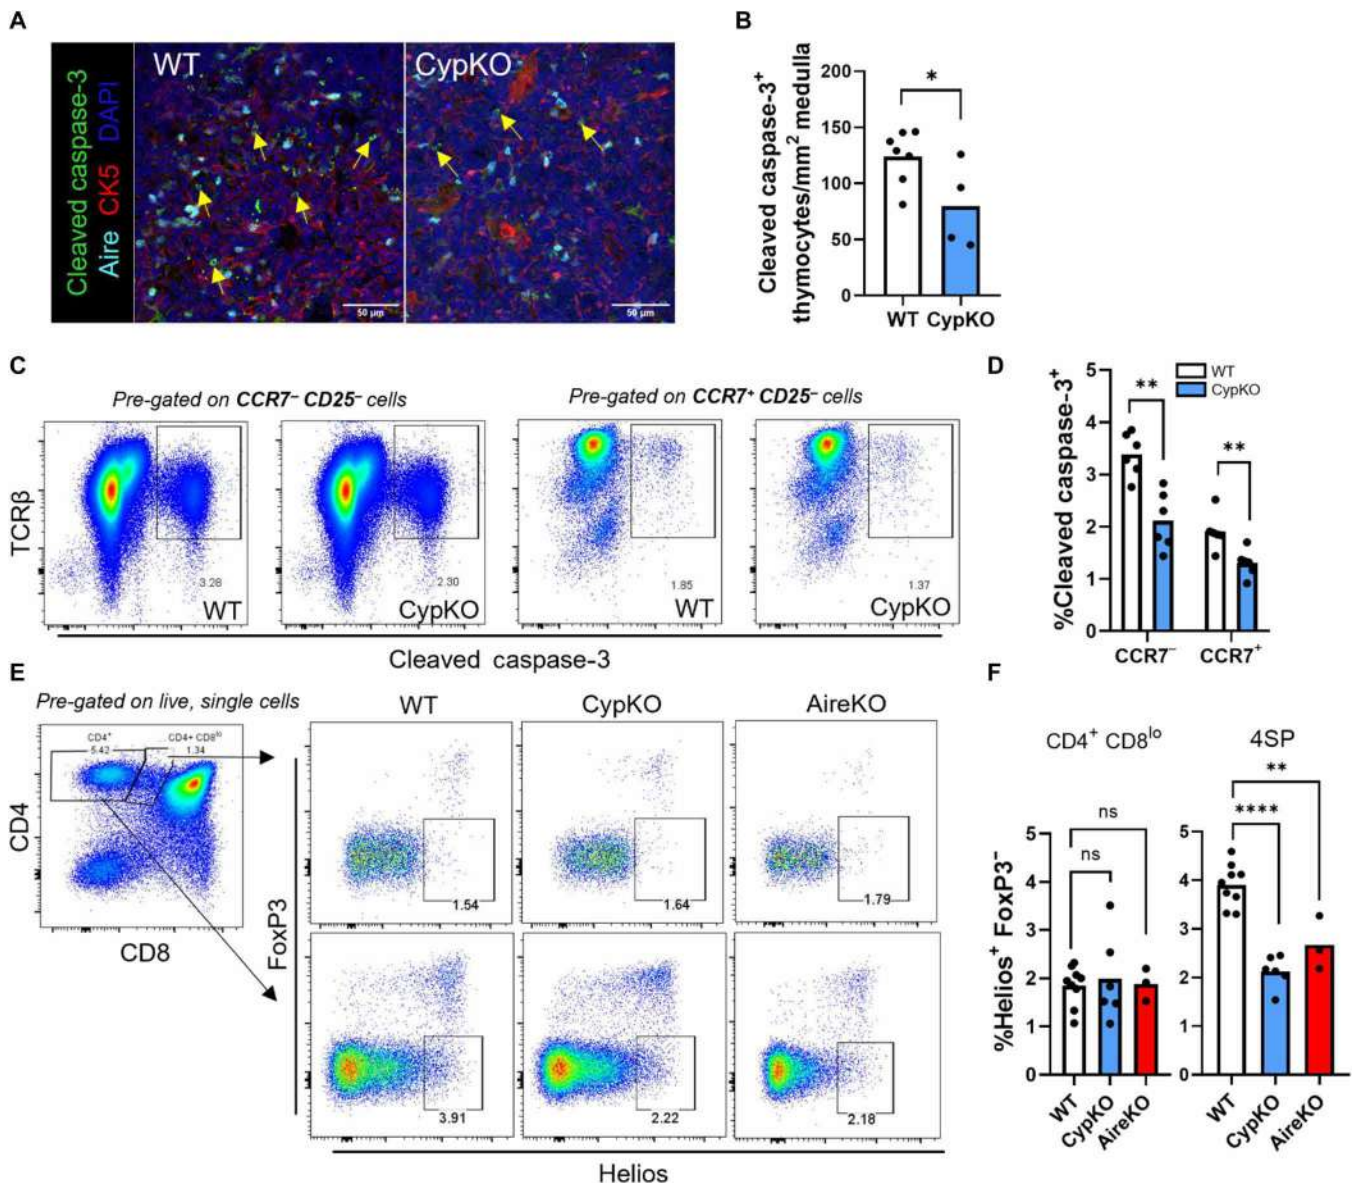 A
Cleaved caspase-3
Aire CK5 DAPI
WT
CypKO
50 μm
50 μm
B
Cleaved caspase-3⁺
thymocytes/mm² medulla
200
150
100
50
0
*
WT CypKO
C
Pre-gated on CCR7⁻ CD25⁻ cells
Pre-gated on CCR7⁺ CD25⁻ cells
TCRβ
3.28
WT
2.30
CypKO
1.85
WT
1.37
CypKO
Cleaved caspase-3
D
%Cleaved caspase-3⁺
5
4
3
2
1
0
WT
CypKO
**
**
CCR7⁻ CCR7⁺
E
Pre-gated on live, single cells
CD4⁺
5.42
CD4+ CD8ˡᵒ
1.34
CD4
CD8
WT
CypKO
AireKO
FoxP3
1.54
1.64
1.79
3.91
2.22
2.18
Helios
F
CD4⁺ CD8ˡᵒ
4SP
%Helios⁺ FoxP3⁻
5
4
3
2
1
0
ns
ns
WT
CypKO
AireKO
5
4
3
2
1
0
**
****
WT
CypKO
AireKO